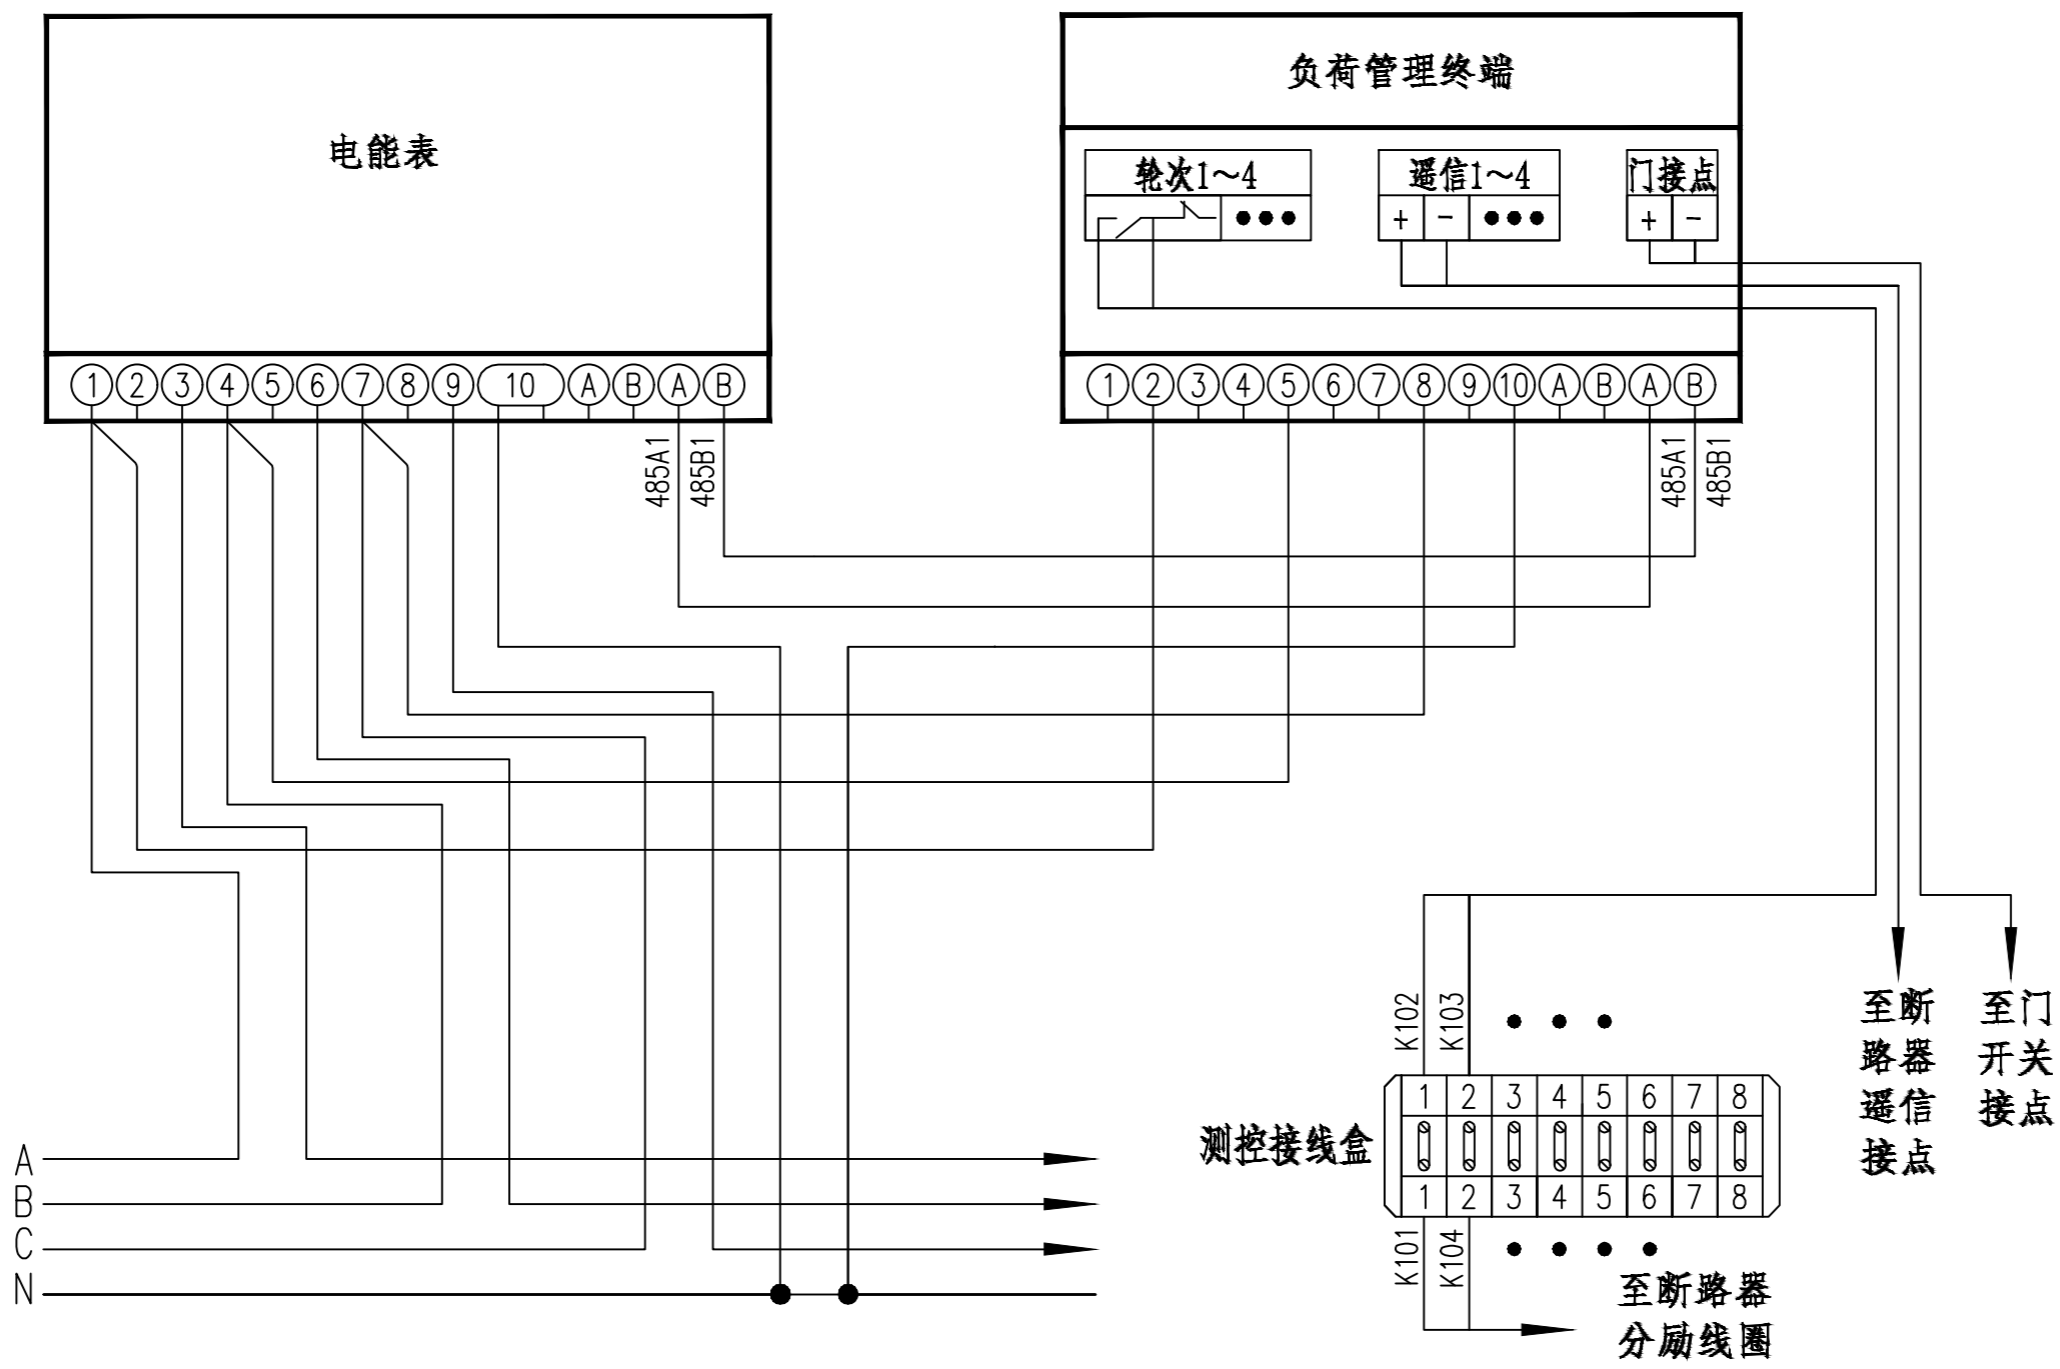 电能表
负荷管理终端
轮次1～4
遥信1～4
门接点
+ -
+ -
1 2 3 4 5 6 7 8 9 10 A B A B
1 2 3 4 5 6 7 8 9 10 A B A B
485A1
485B1
485A1
485B1
K102
K103
至断
路器
遥信
接点
至门
开关
接点
测控接线盒
1 2 3 4 5 6 7 8
1 2 3 4 5 6 7 8
K101
K104
至断路器
分励线圈
A
B
C
N